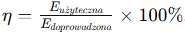 η = E_użyteczna / E_doprowadzona × 100%